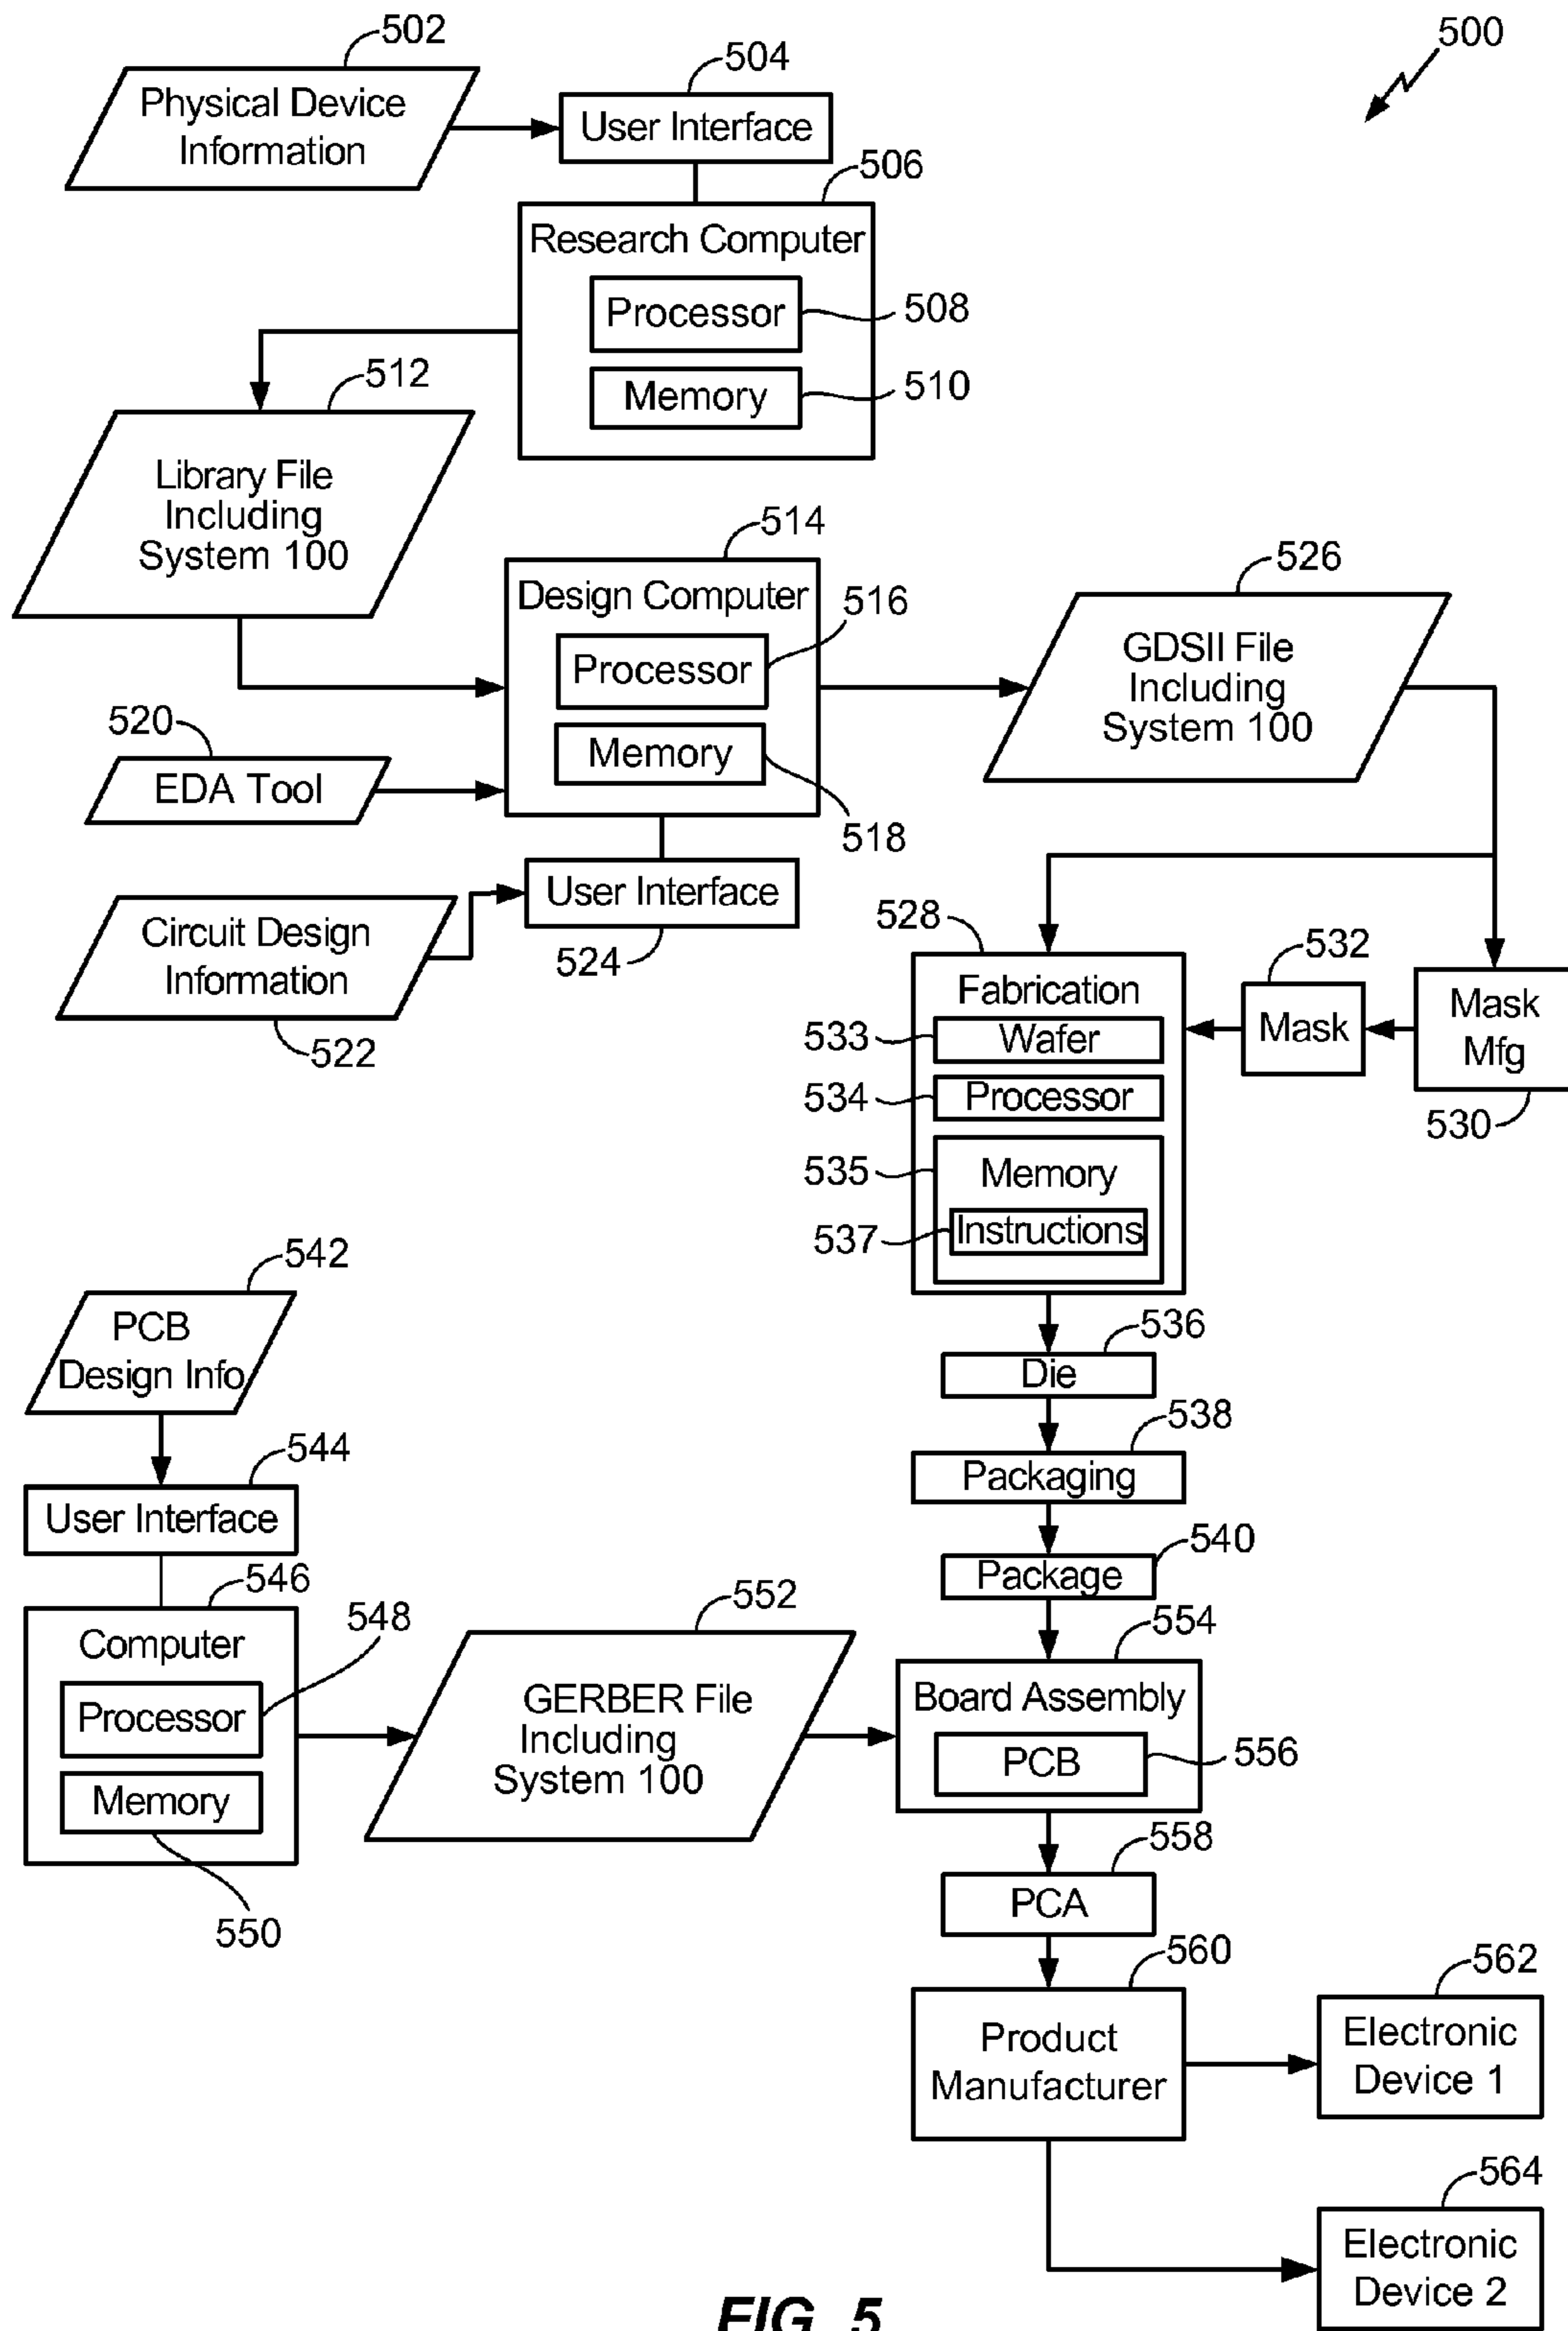 502
500
504
Physical Device
Information
User Interface
506
Research Computer
Processor
508
Memory
510
512
Library File
Including
System 100
514
Design Computer
516
Processor
Memory
518
526
GDSII File
Including
System 100
520
EDA Tool
User Interface
524
Circuit Design
Information
522
528
Fabrication
533
Wafer
534
Processor
535
Memory
537
Instructions
532
Mask
Mask
Mfg
530
536
Die
538
Packaging
540
Package
542
PCB
Design Info
544
User Interface
546
Computer
548
Processor
Memory
550
552
GERBER File
Including
System 100
554
Board Assembly
PCB
556
558
PCA
560
Product
Manufacturer
562
Electronic
Device 1
564
Electronic
Device 2
FIG. 5